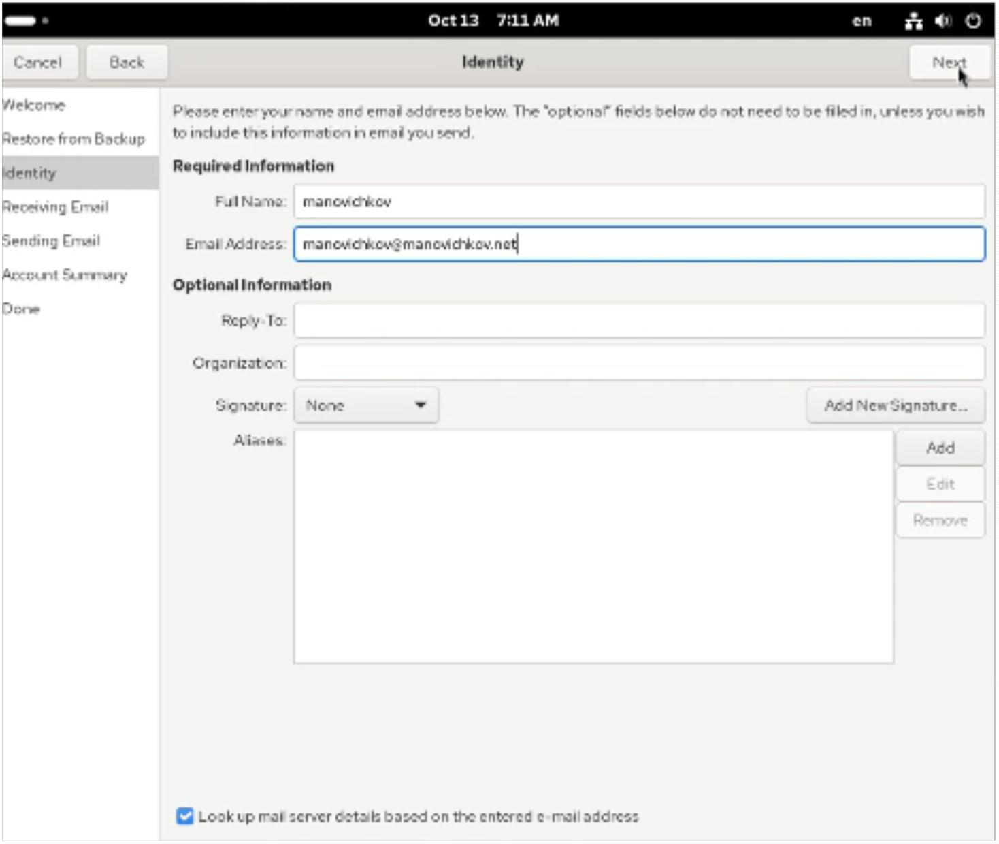 Oct 13 7:11 AM en
Cancel Back Identity Next
Welcome
Restore from Backup
Identity
Receiving Email
Sending Email
Account Summary
Done
Please enter your name and email address below. The "optional" fields below do not need to be filled in, unless you wish
to include this information in email you send.
Required Information
Full Name: manovichkov
Email Address: manovichkov@manovichkov.net
Optional Information
Reply-To:
Organization:
Signature: None Add New Signature...
Aliases:
Add
Edit
Remove
Look up mail server details based on the entered e-mail address